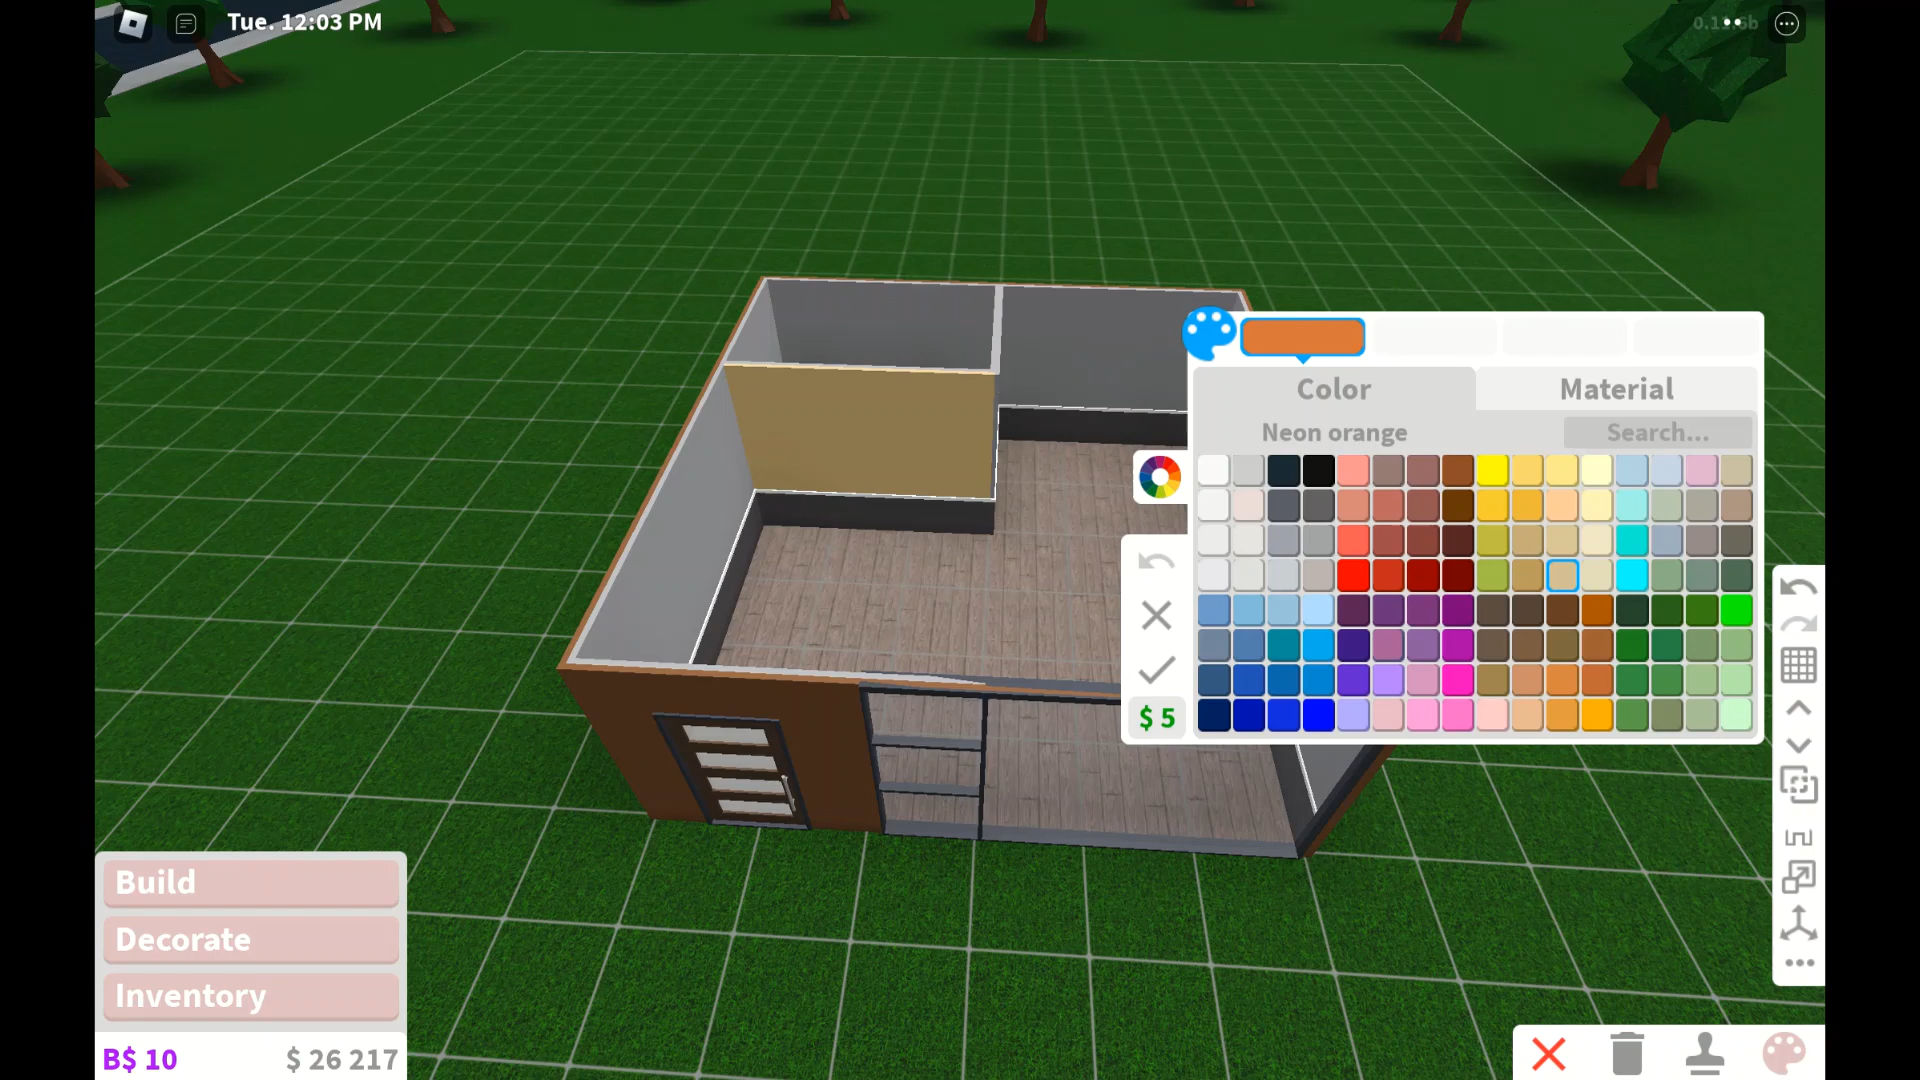 Tue. 12:03 PM
Color
Material
Neon orange
Search...
$ 5
Build
Decorate
Inventory
B$ 10
$ 26 217